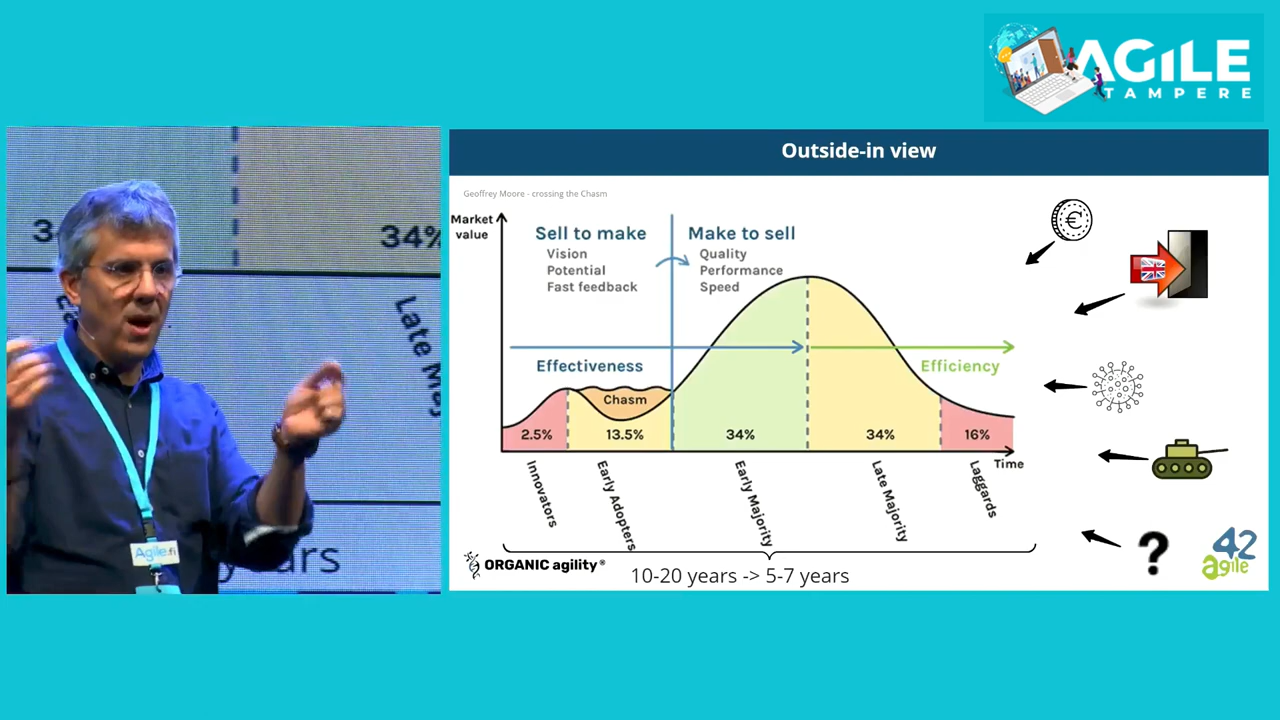 AGiLE
TAMPERE
Outside-in view
Geoffrey Moore - crossing the Chasm
Market
value
Sell to make
Vision
Potential
Fast feedback
Make to sell
Quality
Performance
Speed
Effectiveness
Efficiency
Chasm
2.5%
13.5%
34%
34%
16%
Time
Innovators
Early Adopters
Early Majority
Late Majority
Laggards
10-20 years -> 5-7 years
ORGANIC agility®
42
agile
€
?
34%
Agile.fi